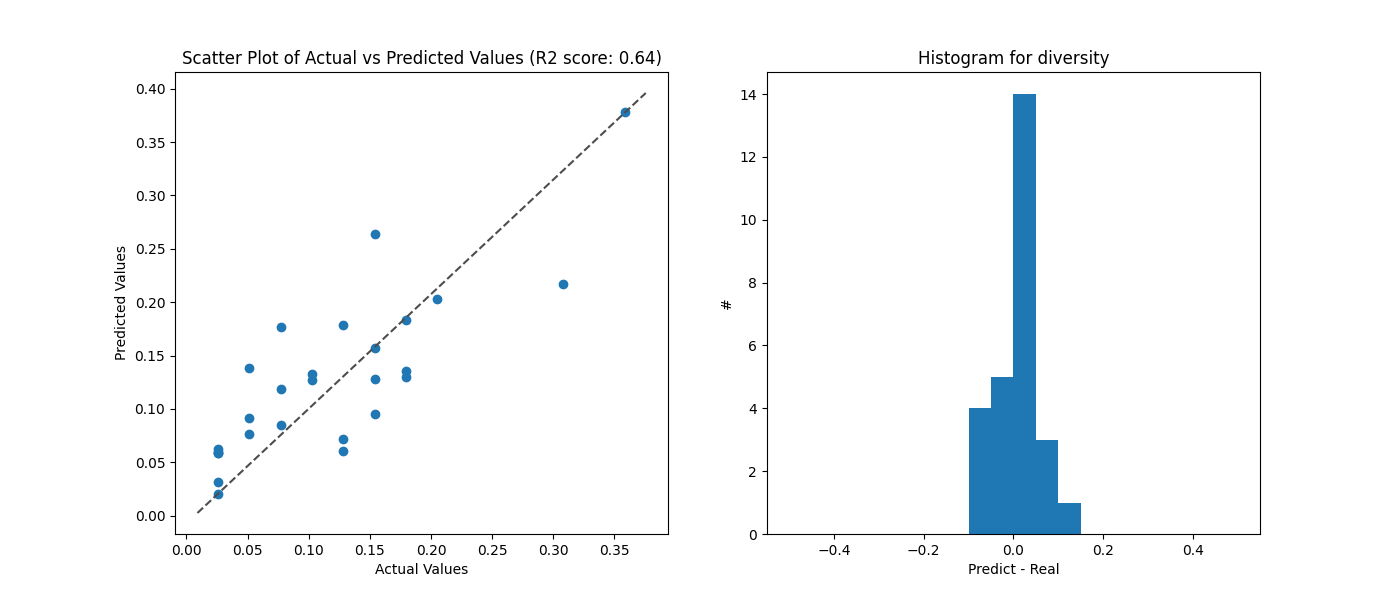 Scatter Plot of Actual vs Predicted Values (R2 score: 0.64)
0.40
0.35
0.30
0.25
0.20
0.15
0.10
0.05
0.00
Predicted Values
0.00 0.05 0.10 0.15 0.20 0.25 0.30 0.35
Actual Values
Histogram for diversity
14
12
10
8
6
4
2
0
#
−0.4 −0.2 0.0 0.2 0.4
Predict - Real